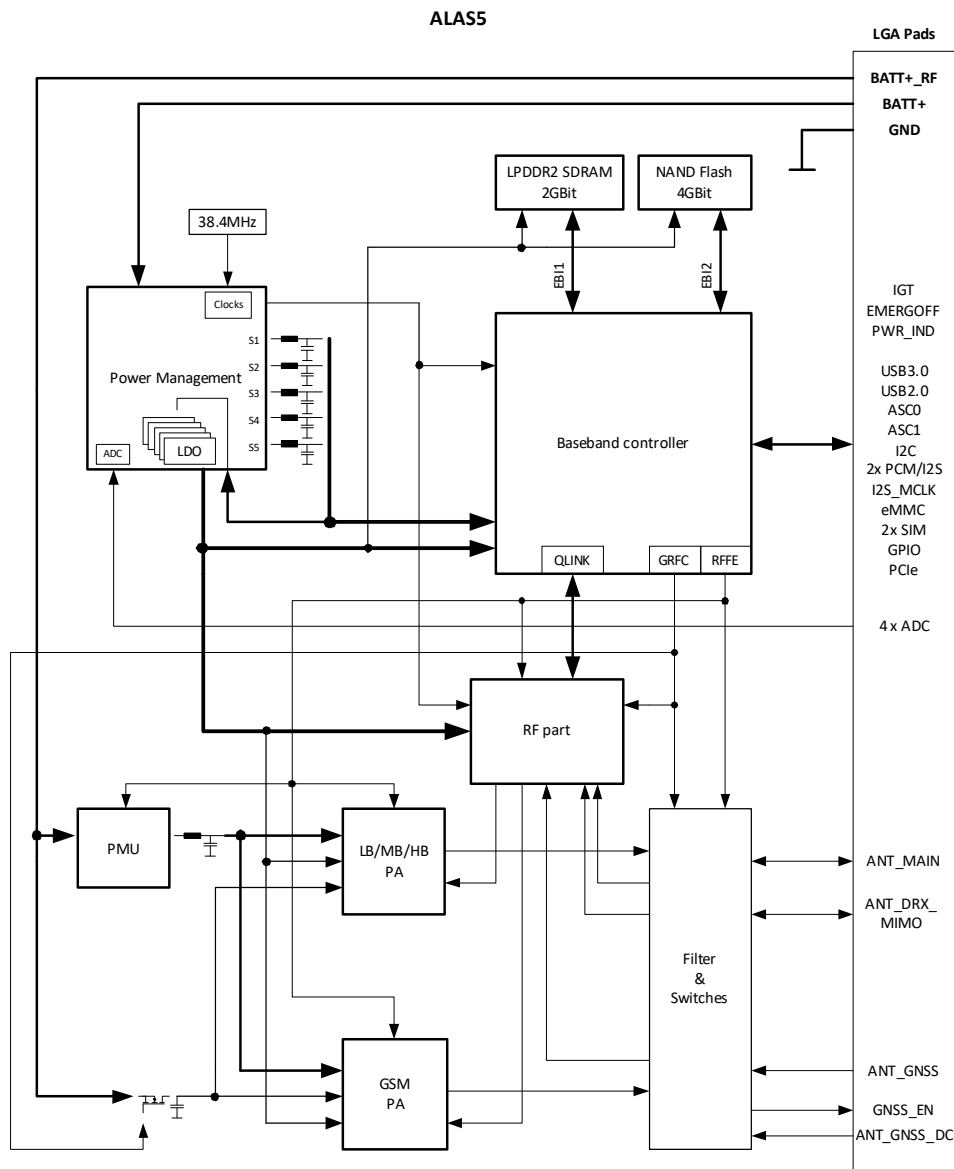 ALAS5
LGA Pads
BATT+_RF
BATT+
GND
LPDDR2 SDRAM
2GBit
NAND Flash
4GBit
38.4MHz
EBI1
EBI2
Clocks
S1
S2
S3
S4
S5
Power Management
LDO
ADC
Baseband controller
QLINK
GRFC
RFFE
IGT
EMERGOFF
PWR_IND
USB3.0
USB2.0
ASC0
ASC1
I2C
2x PCM/I2S
I2S_MCLK
eMMC
2x SIM
GPIO
PCIe
4 x ADC
RF part
PMU
LB/MB/HB
PA
GSM
PA
Filter
&
Switches
ANT_MAIN
ANT_DRX_
MIMO
ANT_GNSS
GNSS_EN
ANT_GNSS_DC